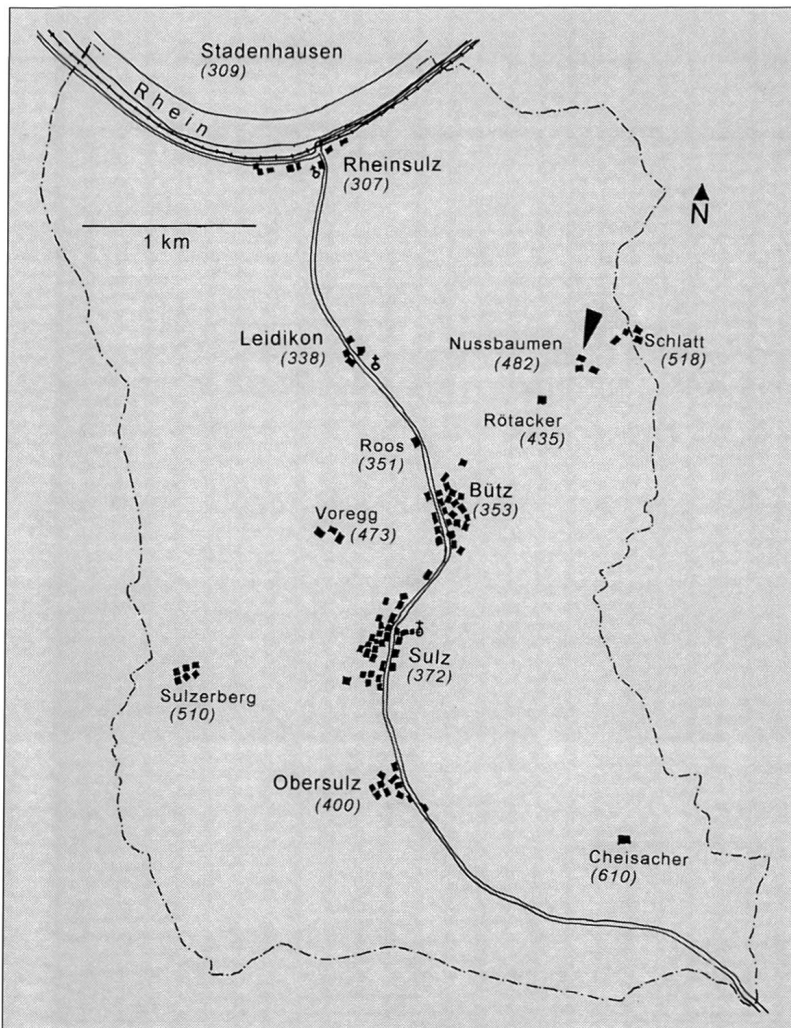 Stadenhausen
(309)
Rhein
Rheinsulz
(307)
1 km
N
Leidikon
(338)
Nussbaumen
(482)
Schlatt
(518)
Rötacker
(435)
Roos
(351)
Bütz
(353)
Voregg
(473)
Sulz
(372)
Sulzerberg
(510)
Obersulz
(400)
Cheisacher
(610)